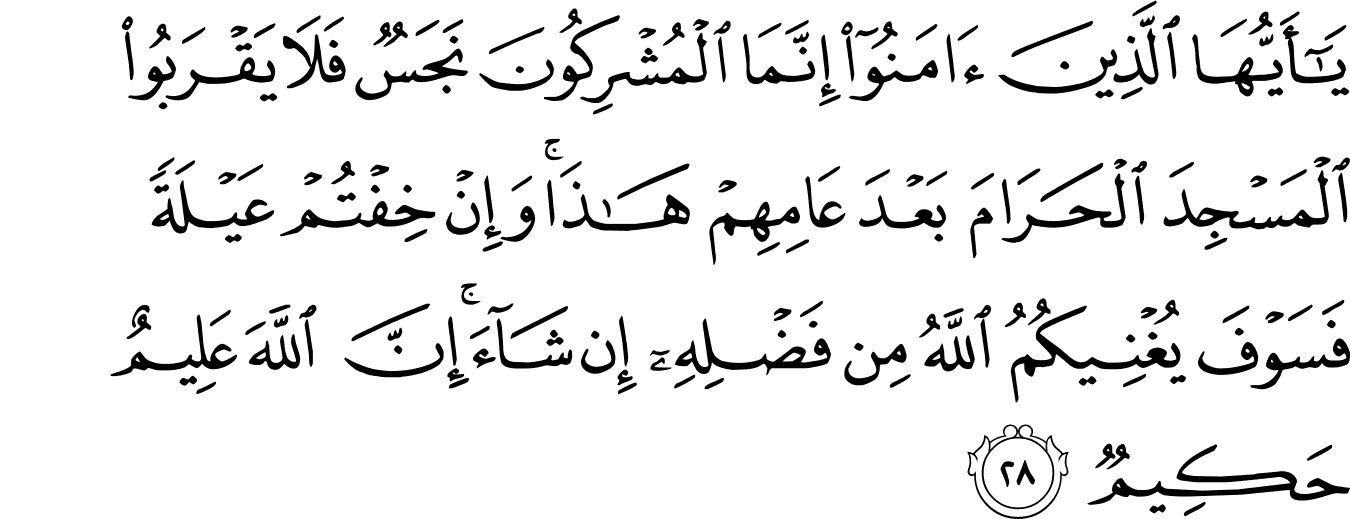 يَـٰٓأَيُّهَا ٱلَّذِينَ ءَامَنُوٓا۟ إِنَّمَا ٱلْمُشْرِكُونَ نَجَسٌ فَلَا يَقْرَبُوا۟
ٱلْمَسْجِدَ ٱلْحَرَامَ بَعْدَ عَامِهِمْ هَـٰذَا ۚ وَإِنْ خِفْتُمْ عَيْلَةً
فَسَوْفَ يُغْنِيكُمُ ٱللَّهُ مِن فَضْلِهِۦٓ إِن شَآءَ ۚ إِنَّ ٱللَّهَ عَلِيمٌ
حَكِيمٌ ٢٨